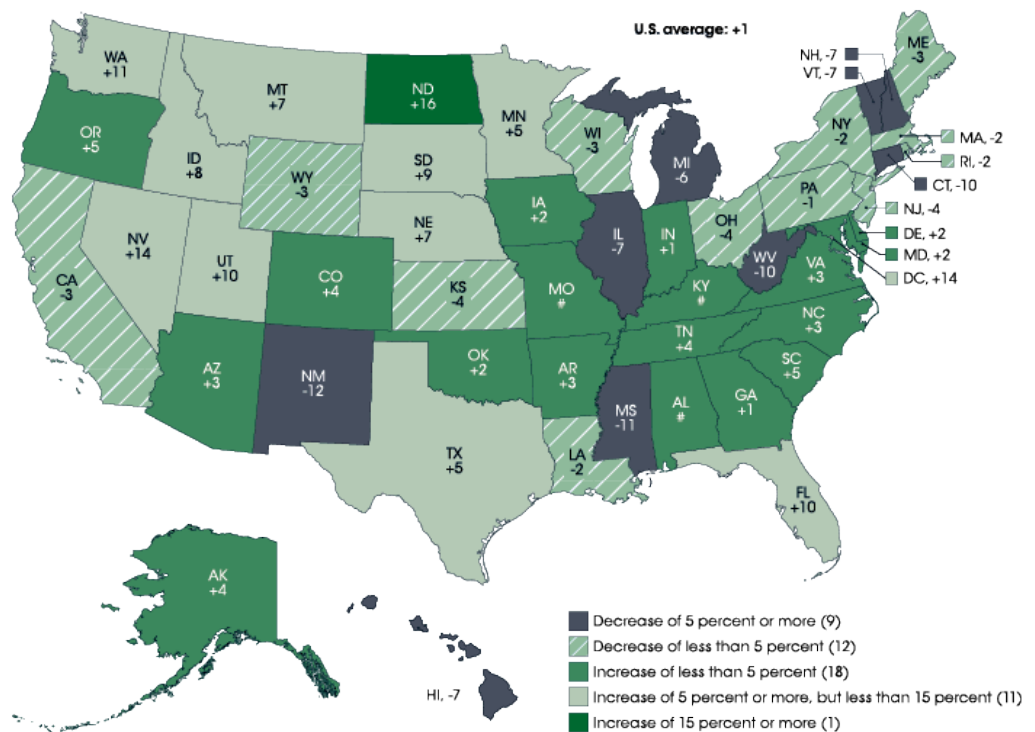 U.S. average: +1
WA
+11
MT
+7
ND
+16
MN
+5
ME
-3
NH, -7
VT, -7
OR
+5
ID
+8
WY
-3
SD
+9
WI
-3
MI
-6
NY
-2
MA, -2
RI, -2
CT, -10
NJ, -4
DE, +2
MD, +2
DC, +14
PA
-1
NV
+14
UT
+10
CA
-3
CO
+4
NE
+7
IA
+2
IL
-7
IN
+1
OH
-4
WV
-10
VA
+3
KS
-4
MO
#
KY
#
NC
+3
TN
+4
SC
+5
AZ
+3
NM
-12
OK
+2
AR
+3
MS
-11
AL
#
GA
+1
TX
+5
LA
-2
FL
+10
AK
+4
HI, -7
Decrease of 5 percent or more (9)
Decrease of less than 5 percent (12)
Increase of less than 5 percent (18)
Increase of 5 percent or more, but less than 15 percent (11)
Increase of 15 percent or more (1)